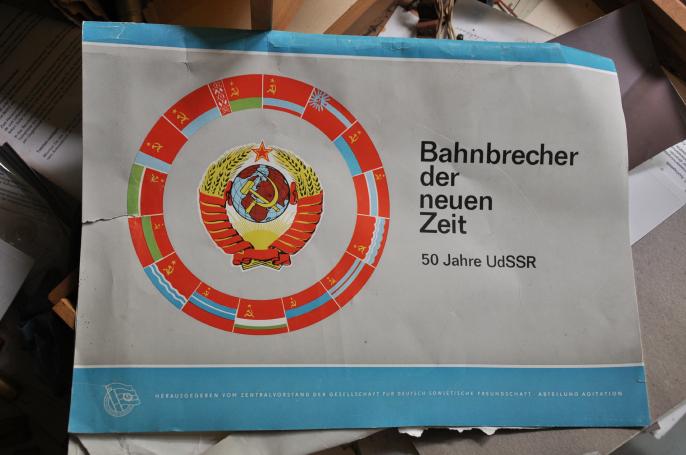 Bahnbrecher
der
neuen
Zeit
50 Jahre UdSSR
HERAUSGEGEBEN VOM ZENTRALVORSTAND DER GESELLSCHAFT FÜR DEUTSCH-SOWJETISCHE FREUNDSCHAFT · ABTEILUNG AGITATION